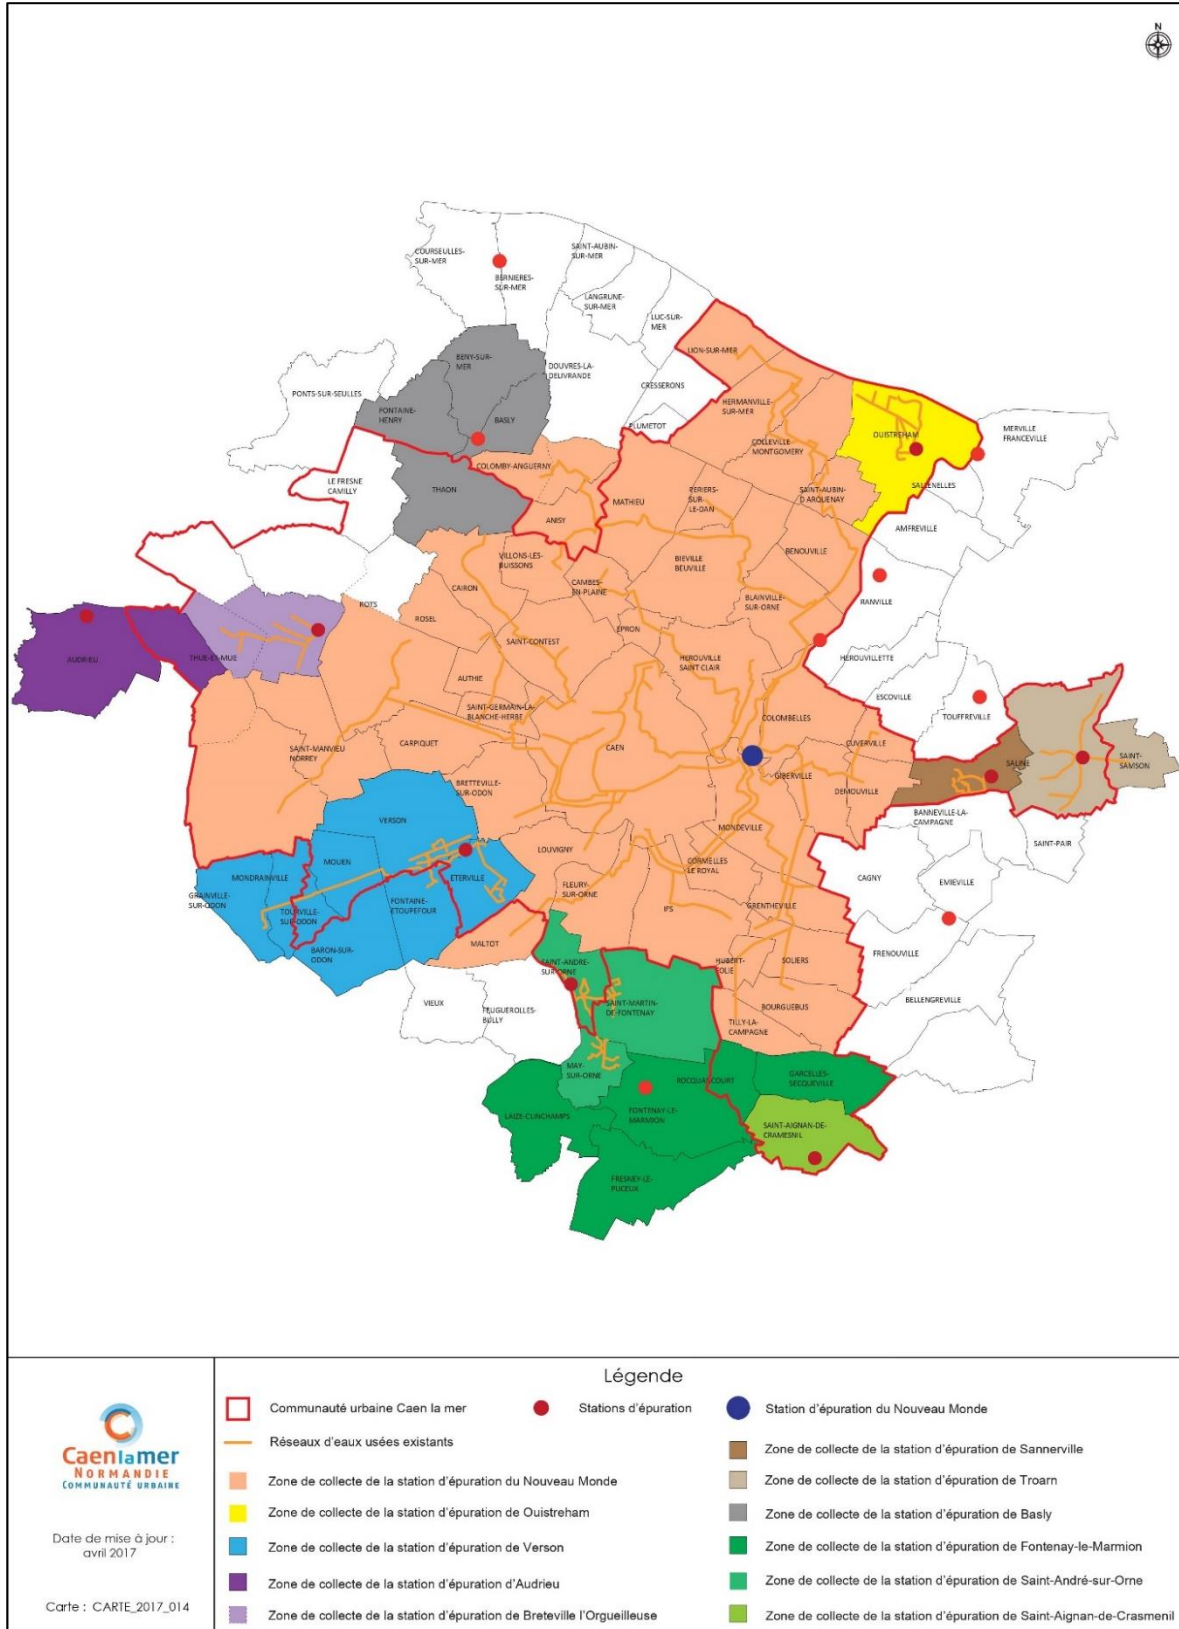 N
COURSEULLES-
SUR-MER
BERNIERES-
SUR-MER
SAINT-AUBIN-
SUR-MER
LANGRUNE-
SUR-MER
LUC-SUR-
MER
DOUVRES-LA-
DELIVRANDE
CRESSERONS
PLUMETOT
LION-SUR-MER
HERMANVILLE-
SUR-MER
COLLEVILLE
MONTGOMERY
OUISTREHAM
MERVILLE
FRANCEVILLE
SALLENELLES
AMFREVILLE
PONTS-SUR-SEULLES
BENY-SUR-
MER
FONTAINE-
HENRY
BASLY
COLOMBY-ANGUERNY
LE FRESNE
CAMILLY
THAON
ANISY
MATHIEU
PERIERS-
SUR-
LE-DAN
SAINT-AUBIN-
D ARQUENAY
BENOUVILLE
VILLONS-LES-
BUISSONS
CAMBES-
EN-PLAINE
BIEVILLE
BEUVILLE
BLAINVILLE-
SUR-ORNE
RANVILLE
CAIRON
ROTS
ROSEL
SAINT-CONTEST
EPRON
HEROUVILLE
SAINT CLAIR
HEROUVILLETTE
ESCOVILLE
TOUFFREVILLE
AUDRIEU
THUE-ET-MUE
AUTHIE
SAINT-GERMAIN-LA-
BLANCHE-HERBE
COLOMBELLES
CUVERVILLE
SAINT-MANVIEU
NORREY
CARPIQUET
CAEN
GIBERVILLE
DEMOUVILLE
SALINE
SAINT-
SAMSON
BRETTEVILLE-
SUR-ODON
BANNEVILLE-LA-
CAMPAGNE
SAINT-PAIR
VERSON
MONDEVILLE
MOUEN
LOUVIGNY
CORMELLES
LE ROYAL
CAGNY
EMIEVILLE
MONDRAINVILLE
GRAINVILLE-
SUR-ODON
ETERVILLE
FLEURY-
SUR-ORNE
IFS
GRENTHEVILLE
TOURVILLE-
SUR-ODON
FONTAINE-
ETOUPEFOUR
BARON-SUR-
ODON
MALTOT
FRENOUVILLE
SAINT-ANDRE-
SUR-ORNE
HUBERT-
FOLIE
SOLIERS
BELLENGREVILLE
VIEUX
FEUGUEROLLES-
BULLY
SAINT-MARTIN-
DE-FONTENAY
BOURGUEBUS
TILLY-LA-
CAMPAGNE
MAY-
SUR-ORNE
ROCQUANCOURT
GARCELLES-
SECQUEVILLE
LAIZE-CLINCHAMPS
FONTENAY-LE-
MARMION
SAINT-AIGNAN-DE-
CRAMESNIL
FRESNEY-LE-
PUCEUX
Légende
Communauté urbaine Caen la mer
Stations d'épuration
Station d'épuration du Nouveau Monde
Réseaux d'eaux usées existants
Zone de collecte de la station d'épuration de Sannerville
Zone de collecte de la station d'épuration du Nouveau Monde
Zone de collecte de la station d'épuration de Troarn
Zone de collecte de la station d'épuration de Ouistreham
Zone de collecte de la station d'épuration de Basly
Zone de collecte de la station d'épuration de Verson
Zone de collecte de la station d'épuration de Fontenay-le-Marmion
Zone de collecte de la station d'épuration d'Audrieu
Zone de collecte de la station d'épuration de Saint-André-sur-Orne
Zone de collecte de la station d'épuration de Breteville l'Orgueilleuse
Zone de collecte de la station d'épuration de Saint-Aignan-de-Crasmenil
Caen la mer
NORMANDIE
COMMUNAUTÉ URBAINE
Date de mise à jour :
avril 2017
Carte : CARTE_2017_014